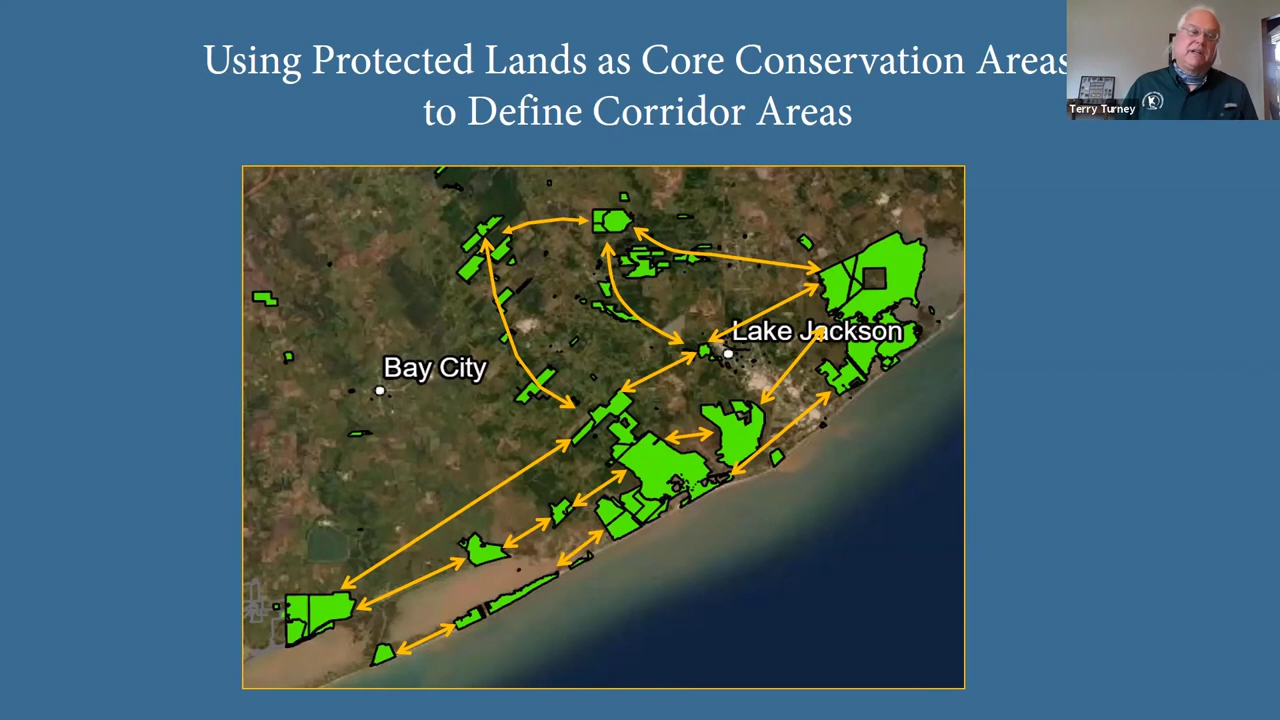 Using Protected Lands as Core Conservation Areas
to Define Corridor Areas
Terry Turney
Lake Jackson
Bay City